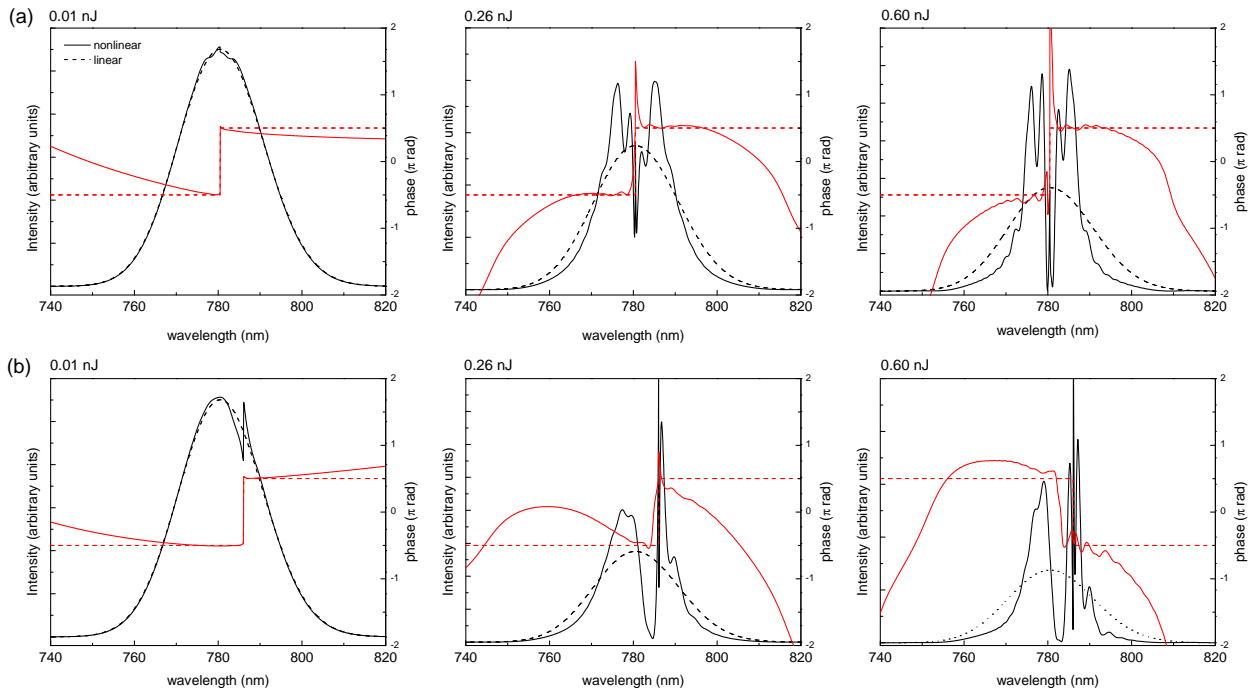 (a)
0.01 nJ
0.26 nJ
0.60 nJ
nonlinear
linear
Intensity (arbitrary units)
2
1
0
-1
-2
phase (π rad)
740 760 780 800 820
wavelength (nm)
Intensity (arbitrary units)
2
1
0
-1
-2
phase (π rad)
740 760 780 800 820
wavelength (nm)
Intensity (arbitrary units)
2
1
0
-1
-2
phase (π rad)
740 760 780 800 820
wavelength (nm)
(b)
0.01 nJ
0.26 nJ
0.60 nJ
Intensity (arbitrary units)
2
1
0
-1
-2
phase (π rad)
740 760 780 800 820
wavelength (nm)
Intensity (arbitrary units)
2
1
0
-1
-2
phase (π rad)
740 760 780 800 820
wavelength (nm)
Intensity (arbitrary units)
2
1
0
-1
-2
phase (π rad)
740 760 780 800 820
wavelength (nm)